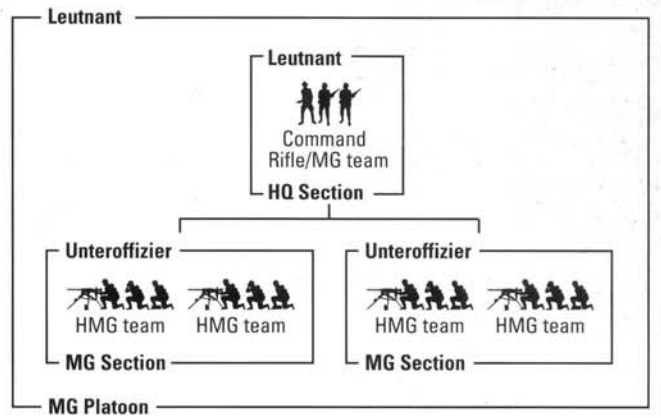 Leutnant
Leutnant
Command
Rifle/MG team
HQ Section
Unteroffizier
HMG team HMG team
MG Section
Unteroffizier
HMG team HMG team
MG Section
MG Platoon